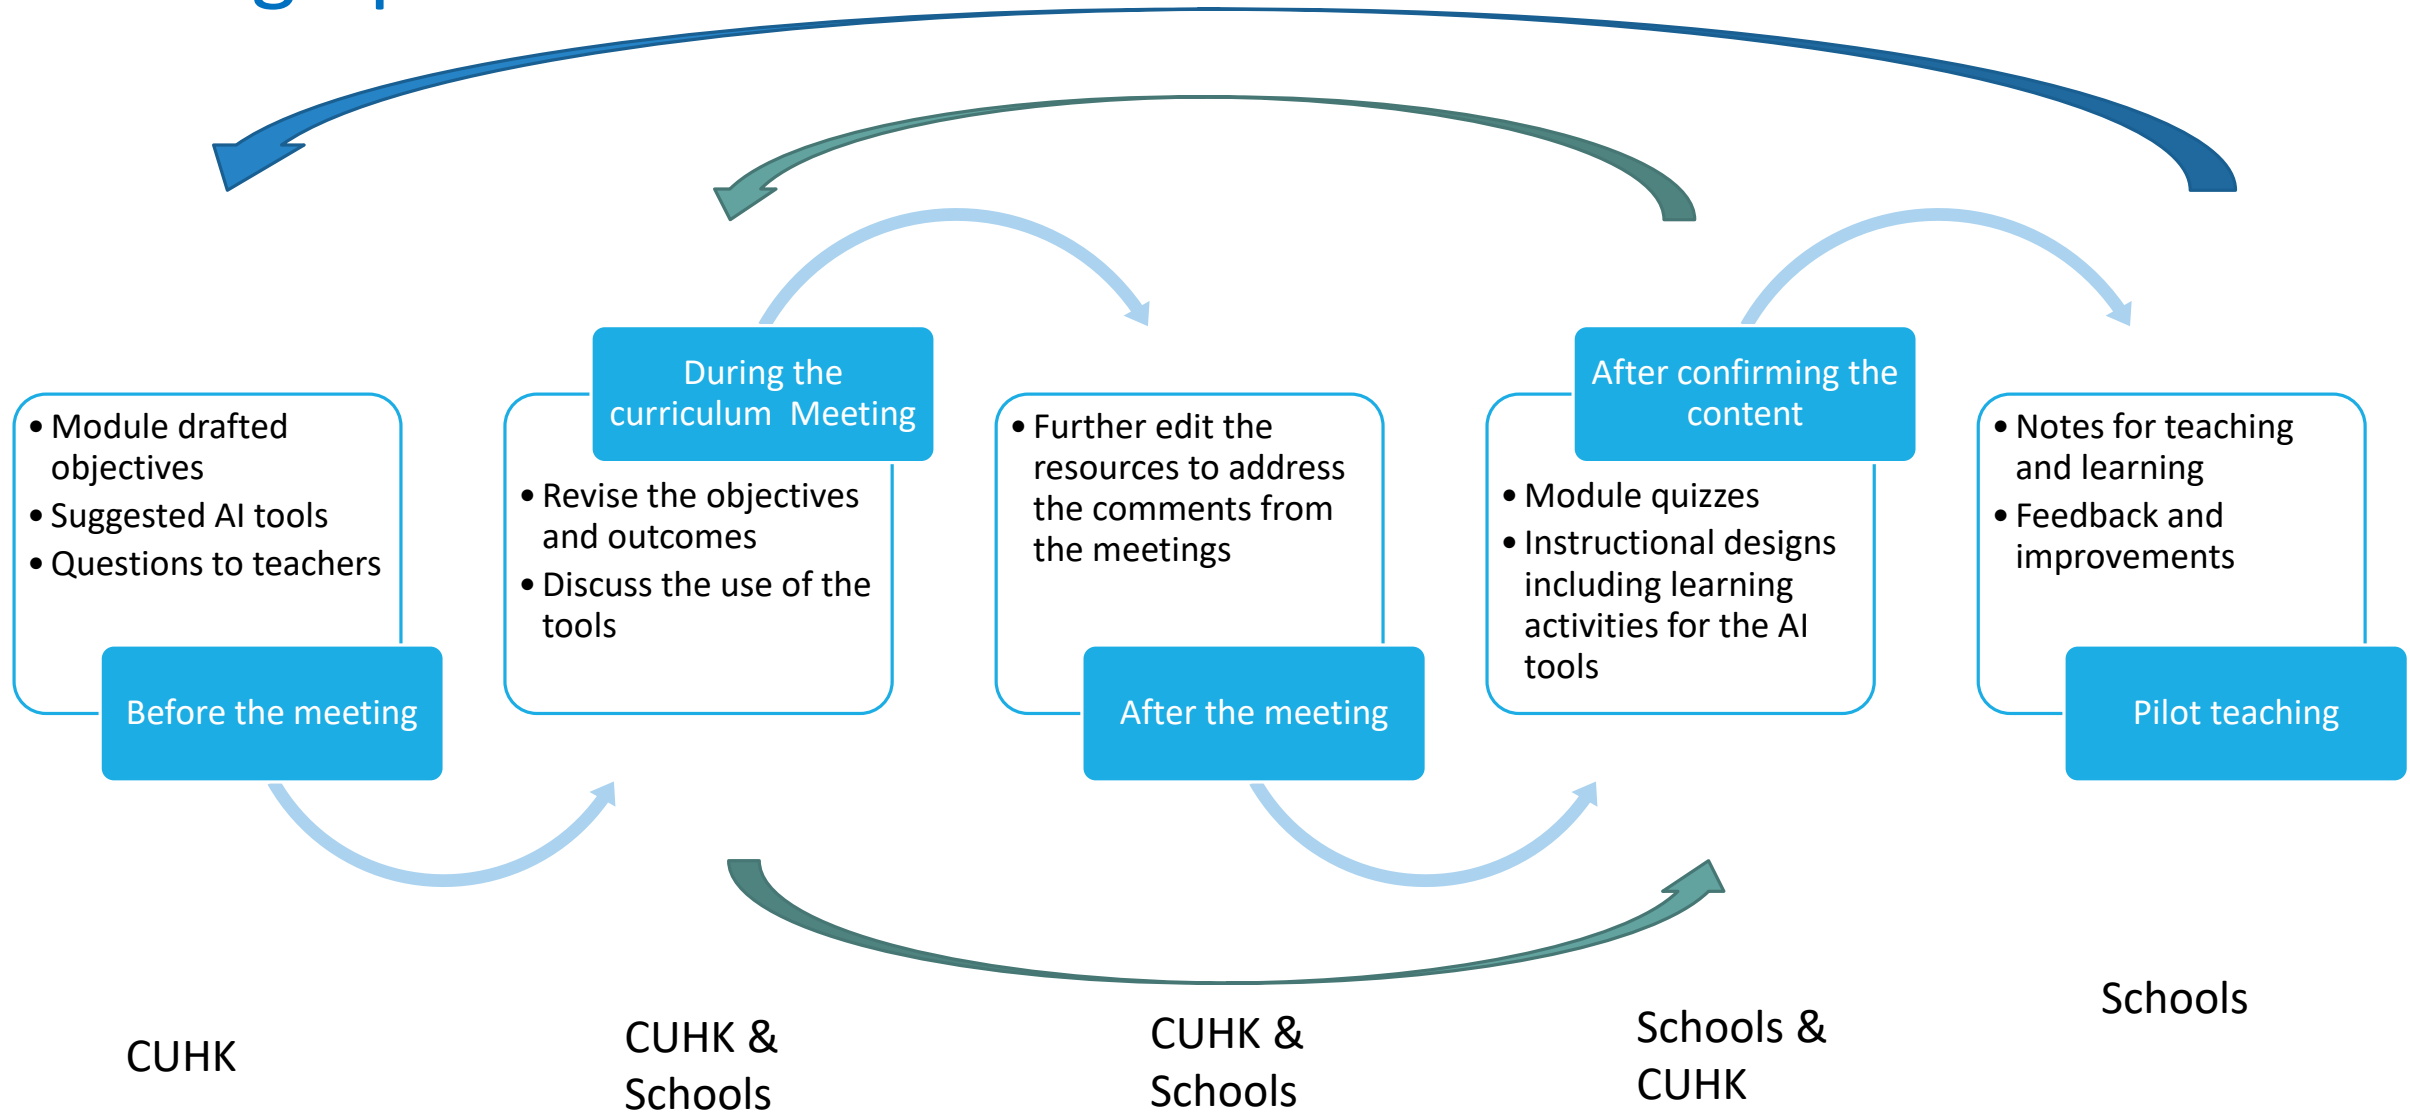 • Module drafted
objectives
• Suggested AI tools
• Questions to teachers
Before the meeting
During the
curriculum  Meeting
• Revise the objectives
and outcomes
• Discuss the use of the
tools
• Further edit the
resources to address
the comments from
the meetings
After the meeting
After confirming the
content
• Module quizzes
• Instructional designs
including learning
activities for the AI
tools
• Notes for teaching
and learning
• Feedback and
improvements
Pilot teaching
CUHK
CUHK &
Schools
CUHK &
Schools
Schools &
CUHK
Schools